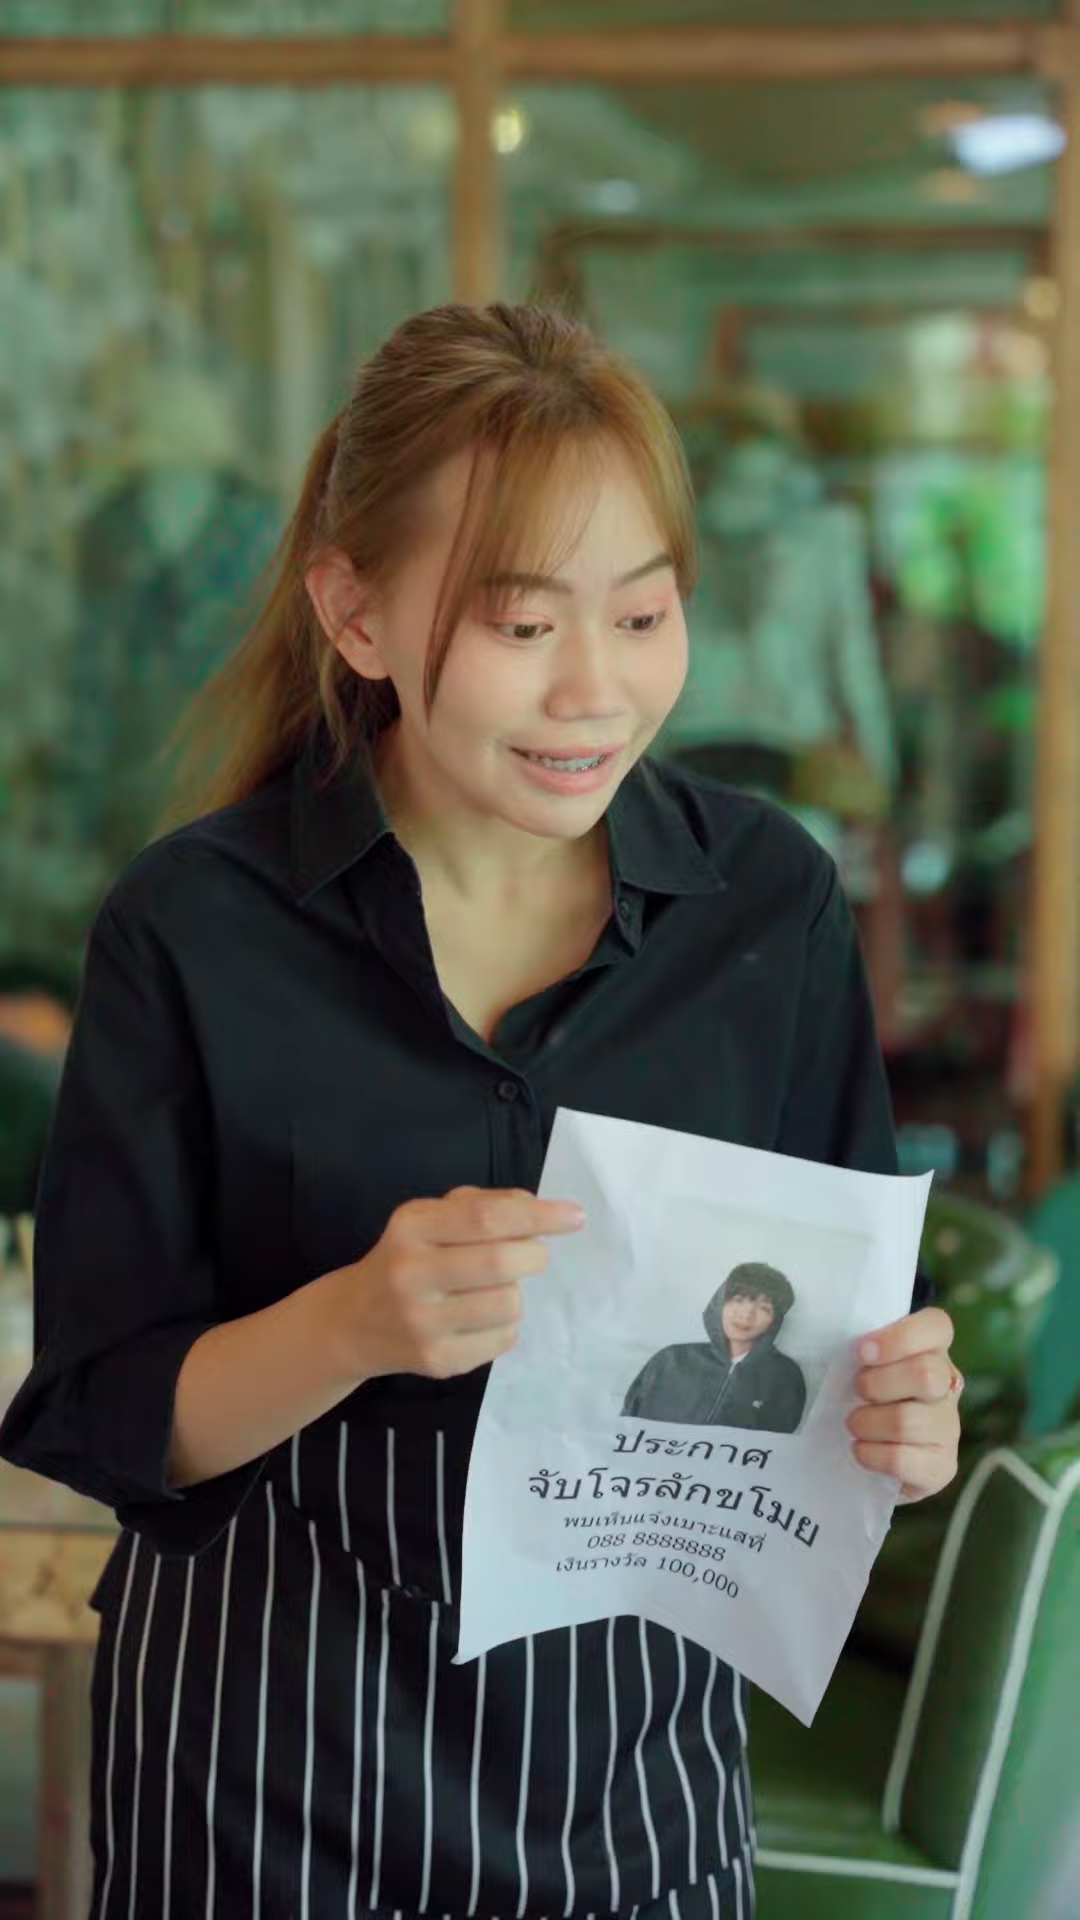 ประกาศ
จับโจรลักขโมย
พบเห็นแจ้งเบาะแสที่
088 8888888
เงินรางวัล 100,000